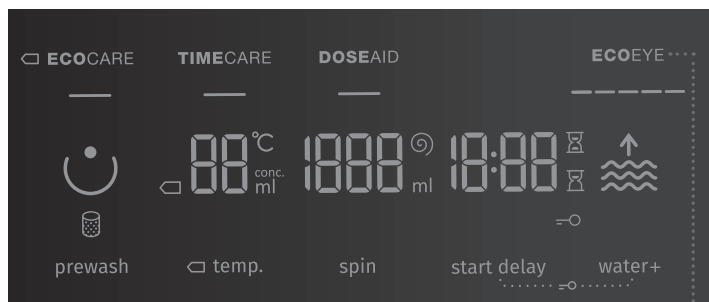 ECOCARE TIMECARE DOSEAID ECOEYE
88 °C 1888 18:88
conc.
ml ml
prewash temp. spin start delay water+